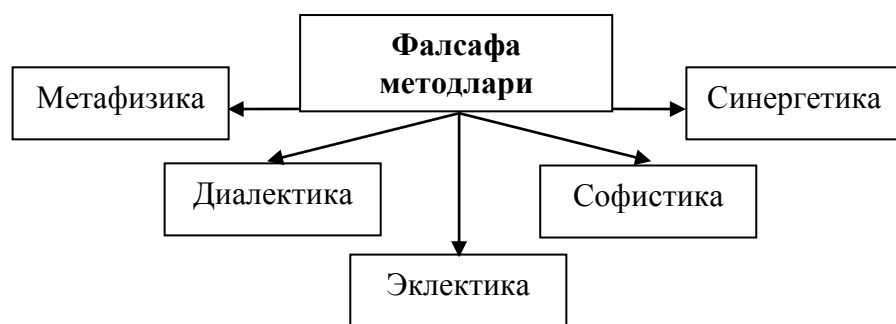 Фалсафа
методлари
Метафизика
Синергетика
Диалектика
Софистика
Эклектика